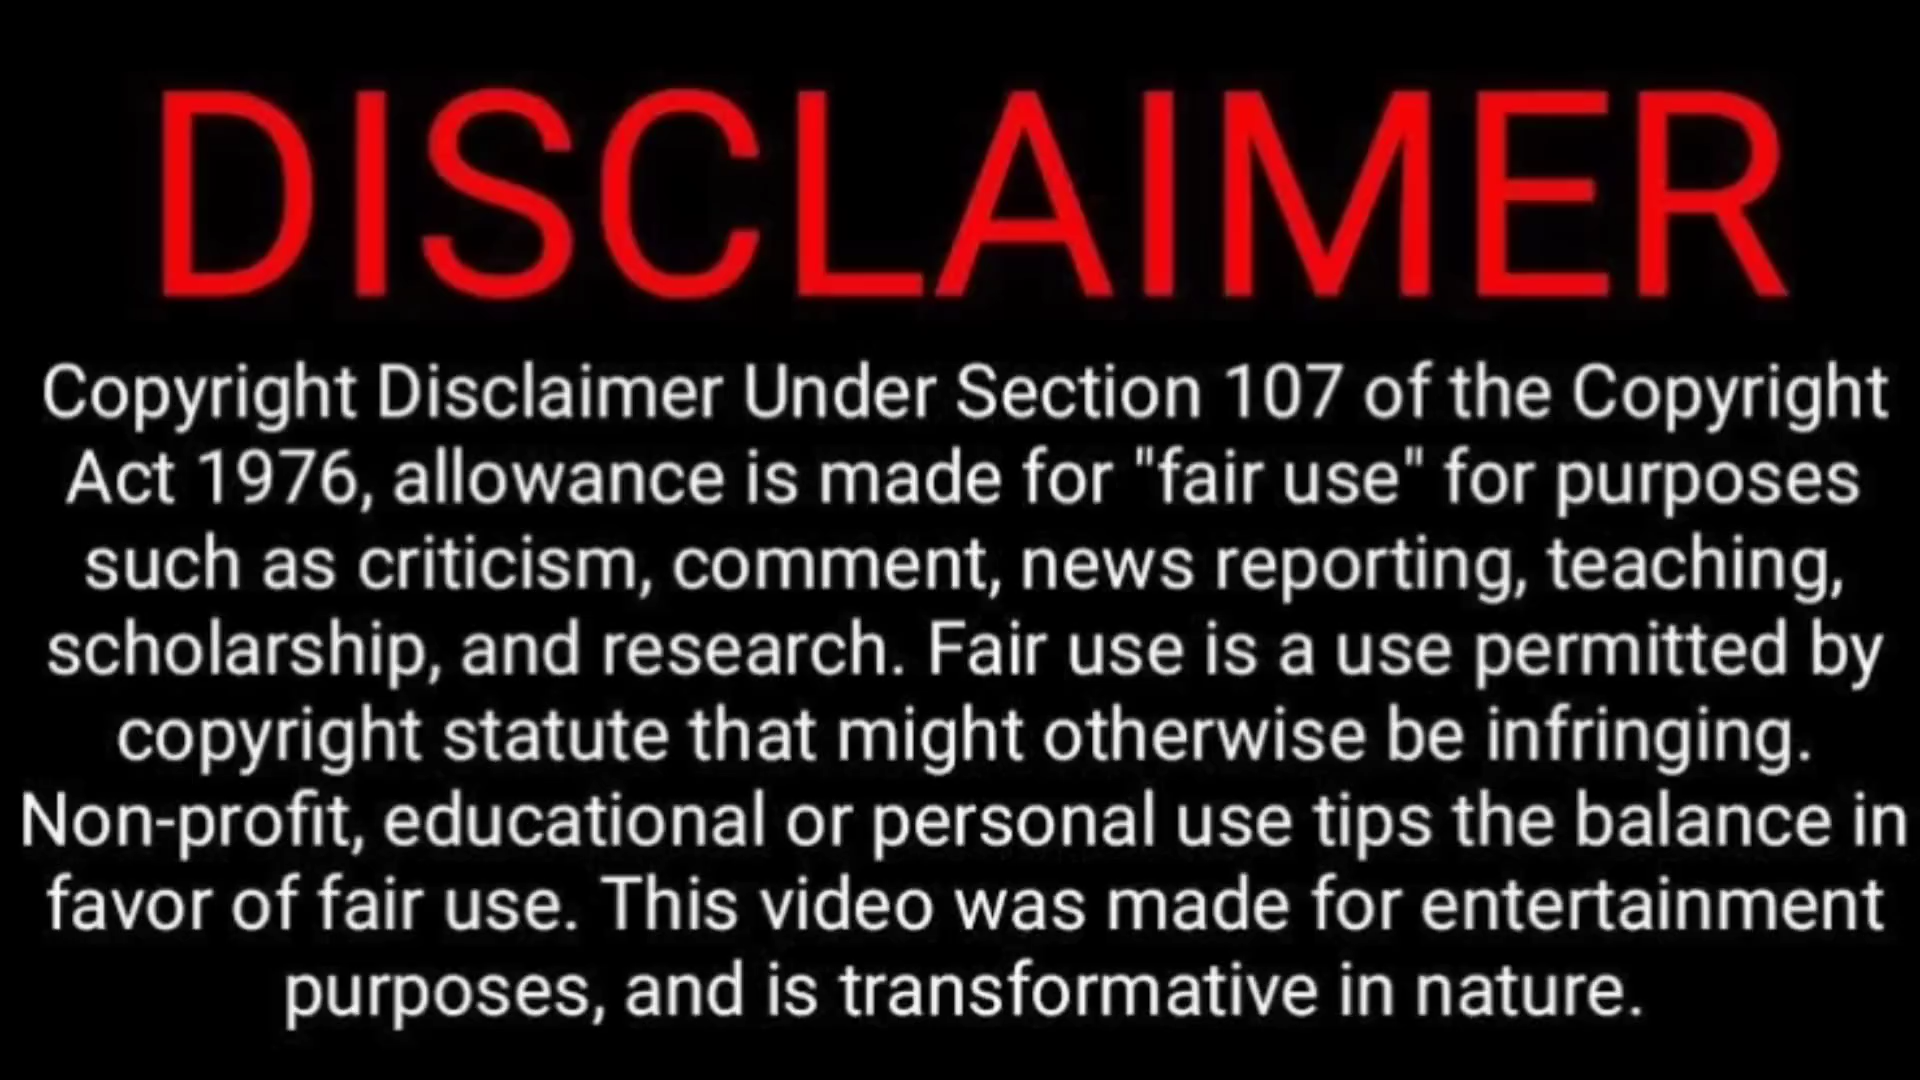 DISCLAIMER
Copyright Disclaimer Under Section 107 of the Copyright
Act 1976, allowance is made for "fair use" for purposes
such as criticism, comment, news reporting, teaching,
scholarship, and research. Fair use is a use permitted by
copyright statute that might otherwise be infringing.
Non-profit, educational or personal use tips the balance in
favor of fair use. This video was made for entertainment
purposes, and is transformative in nature.